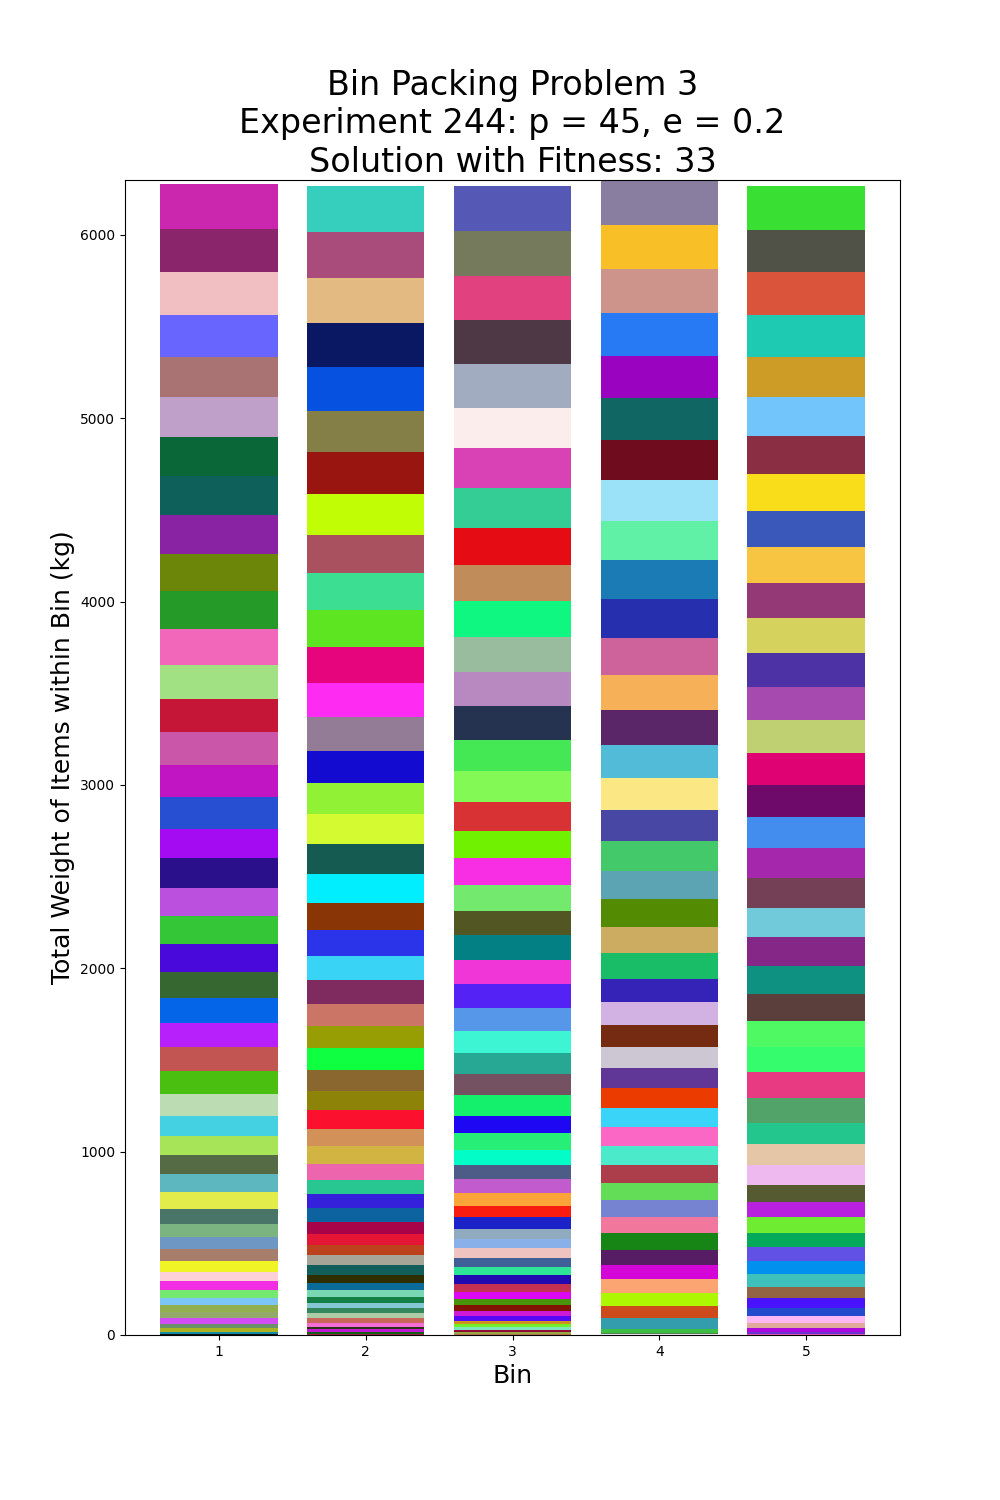 Bin Packing Problem 3
Experiment 244: p = 45, e = 0.2
Solution with Fitness: 33
Total Weight of Items within Bin (kg)
6000
5000
4000
3000
2000
1000
0
1 2 3 4 5
Bin